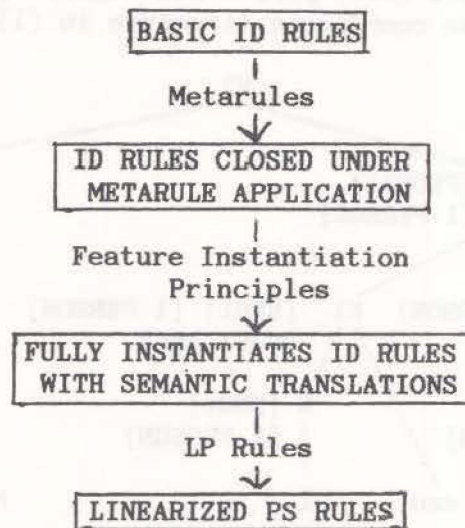 BASIC ID RULES
Metarules
ID RULES CLOSED UNDER
METARULE APPLICATION
Feature Instantiation
Principles
FULLY INSTANTIATES ID RULES
WITH SEMANTIC TRANSLATIONS
LP Rules
LINEARIZED PS RULES